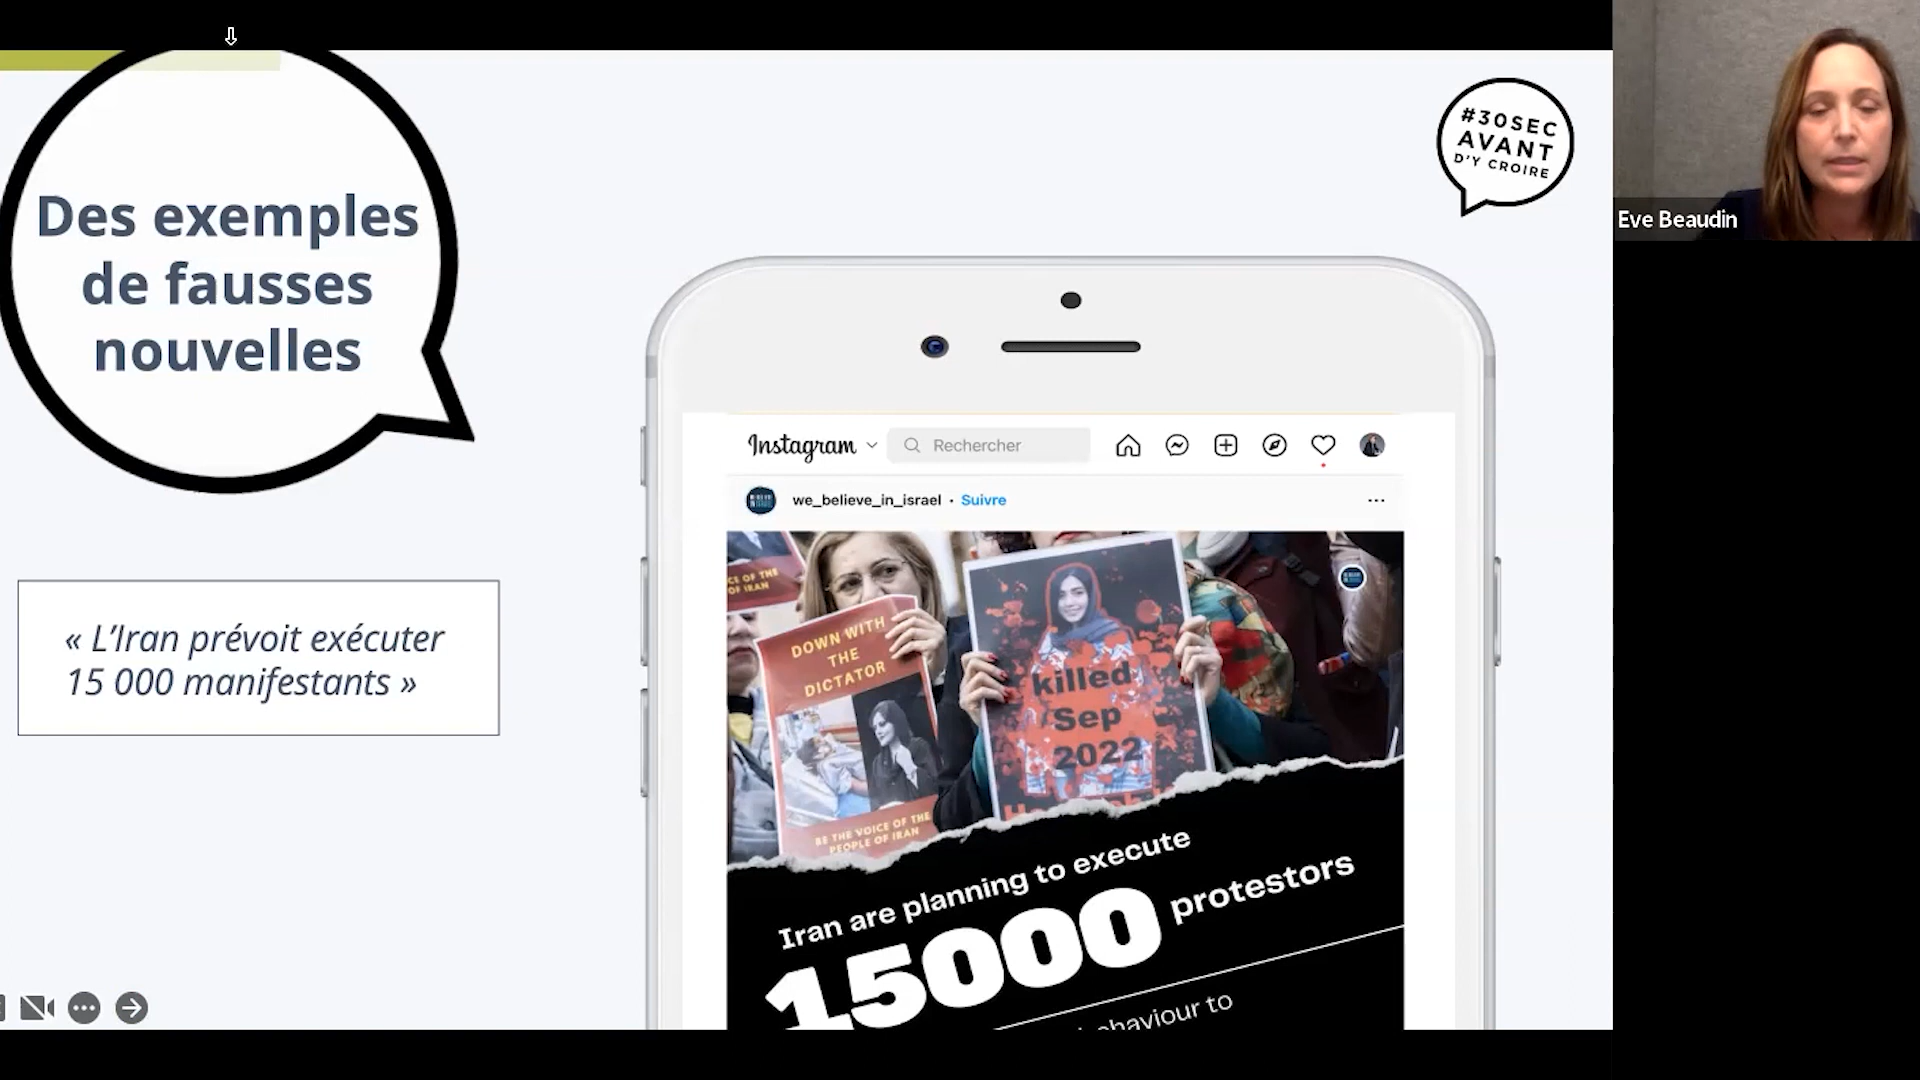 Des exemples
de fausses
nouvelles
« L’Iran prévoit exécuter
15 000 manifestants »
#30SEC
AVANT
D'Y CROIRE
Instagram
Rechercher
we_believe_in_israel · Suivre
OF THE
OF IRAN
DOWN WITH
THE
DICTATOR
BE THE VOICE OF THE
PEOPLE OF IRAN
killed
Sep
2022
Iran are planning to execute
15000 protestors
behaviour to
Eve Beaudin